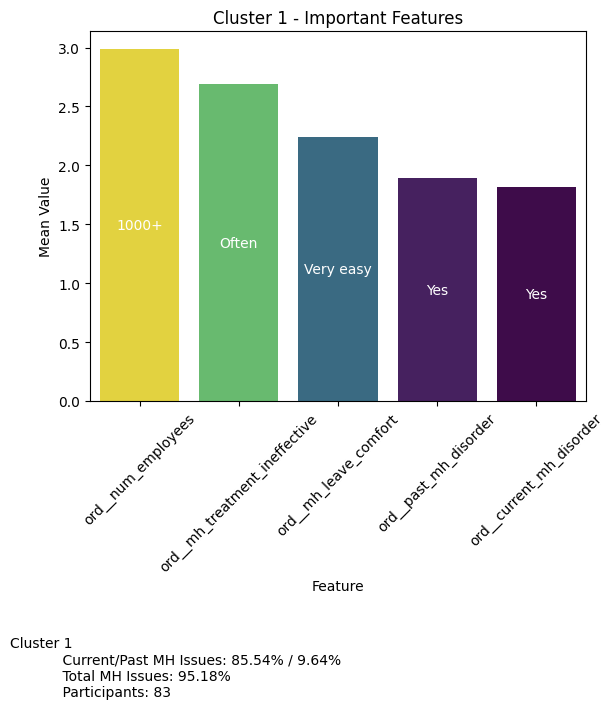 Cluster 1 - Important Features
3.0
2.5
2.0
1.5
1.0
0.5
0.0
Mean Value
1000+
Often
Very easy
Yes
Yes
ord__num_employees
ord__mh_treatment_ineffective
ord__mh_leave_comfort
ord__past_mh_disorder
ord__current_mh_disorder
Feature
Cluster 1
Current/Past MH Issues: 85.54% / 9.64%
Total MH Issues: 95.18%
Participants: 83